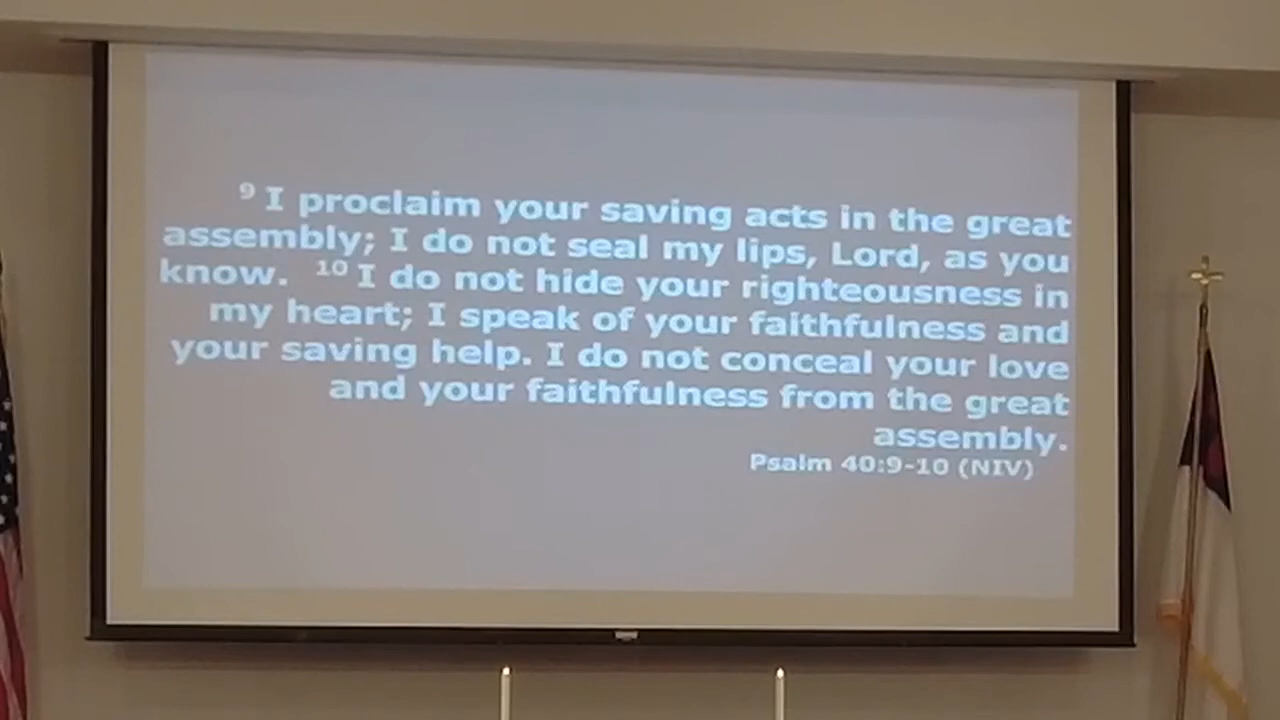 9 I proclaim your saving acts in the great
assembly; I do not seal my lips, Lord, as you
know. 10 I do not hide your righteousness in
my heart; I speak of your faithfulness and
your saving help. I do not conceal your love
and your faithfulness from the great
assembly.
Psalm 40:9-10 (NIV)